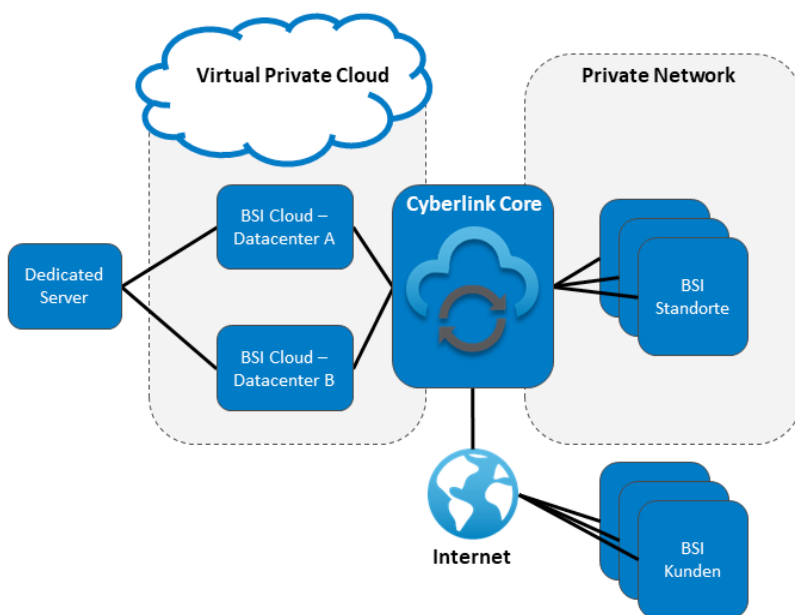 Virtual Private Cloud
Private Network
BSI Cloud –
Datacenter A
Cyberlink Core
Dedicated
Server
BSI
Standorte
BSI Cloud –
Datacenter B
Internet
BSI
Kunden